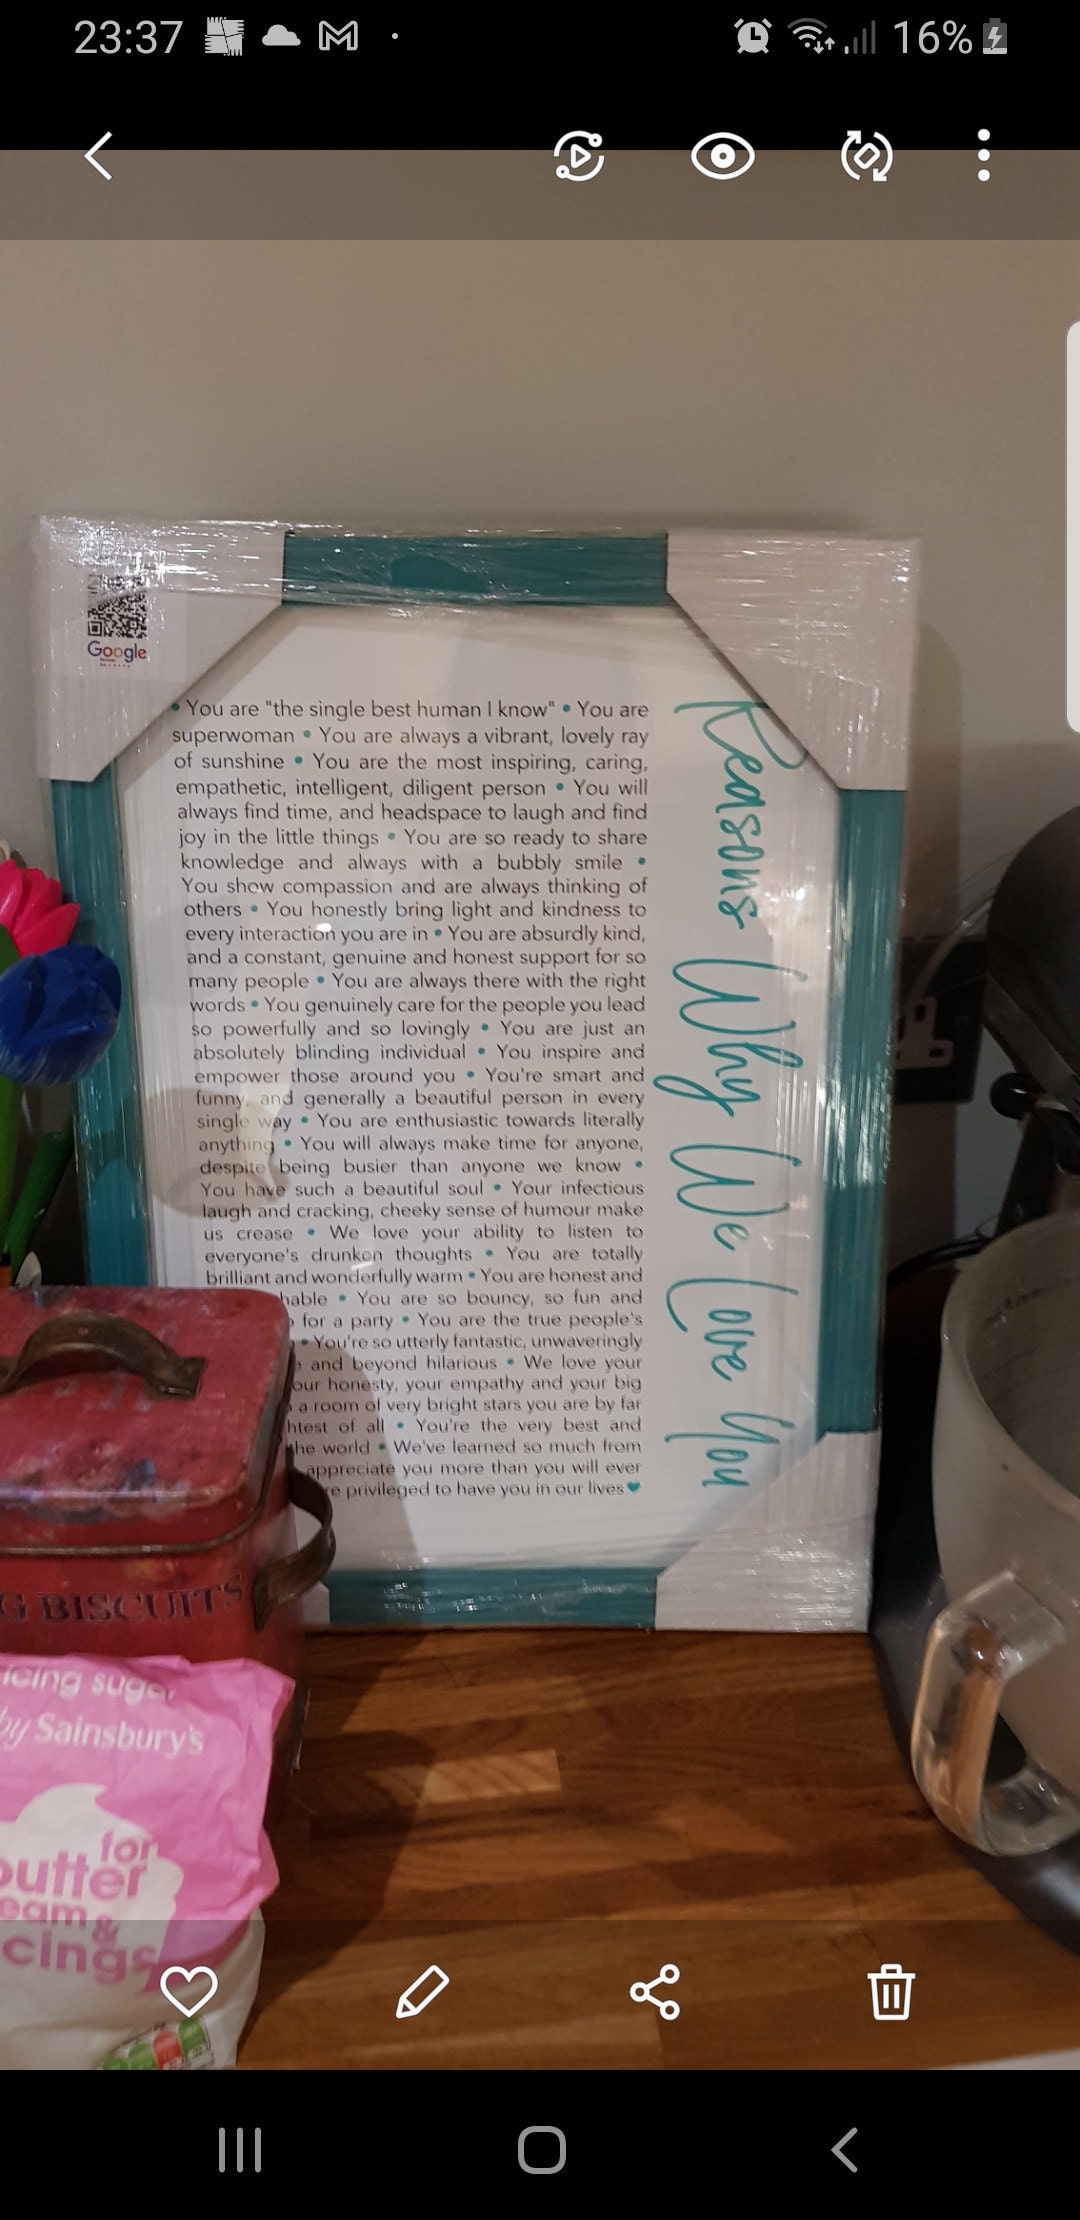 23:37
16%
Google
• You are "the single best human I know" • You are
superwoman • You are always a vibrant, lovely ray
of sunshine • You are the most inspiring, caring,
empathetic, intelligent, diligent person • You will
always find time, and headspace to laugh and find
joy in the little things • You are so ready to share
knowledge and always with a bubbly smile •
You show compassion and are always thinking of
others • You honestly bring light and kindness to
every interaction you are in • You are absurdly kind,
and a constant, genuine and honest support for so
many people • You are always there with the right
words • You genuinely care for the people you lead
so powerfully and so lovingly • You are just an
absolutely blinding individual • You inspire and
empower those around you • You're smart and
funny, and generally a beautiful person in every
single way • You are enthusiastic towards literally
anything • You will always make time for anyone,
despite being busier than anyone we know •
You have such a beautiful soul • Your infectious
laugh and cracking, cheeky sense of humour make
us crease • We love your ability to listen to
everyone's drunken thoughts • You are totally
brilliant and wonderfully warm • You are honest and
• You are so bouncy, so fun and
for a party • You are the true people's
• You're so utterly fantastic, unwaveringly
and beyond hilarious • We love your
honesty, your empathy and your big
a room of very bright stars you are by far
of all • You're the very best and
the world • We've learned so much from
appreciate you more than you will ever
privileged to have you in our lives
Reasons Why We Love You
BISCUITS
icing sugar
by Sainsbury's
for
butter
&